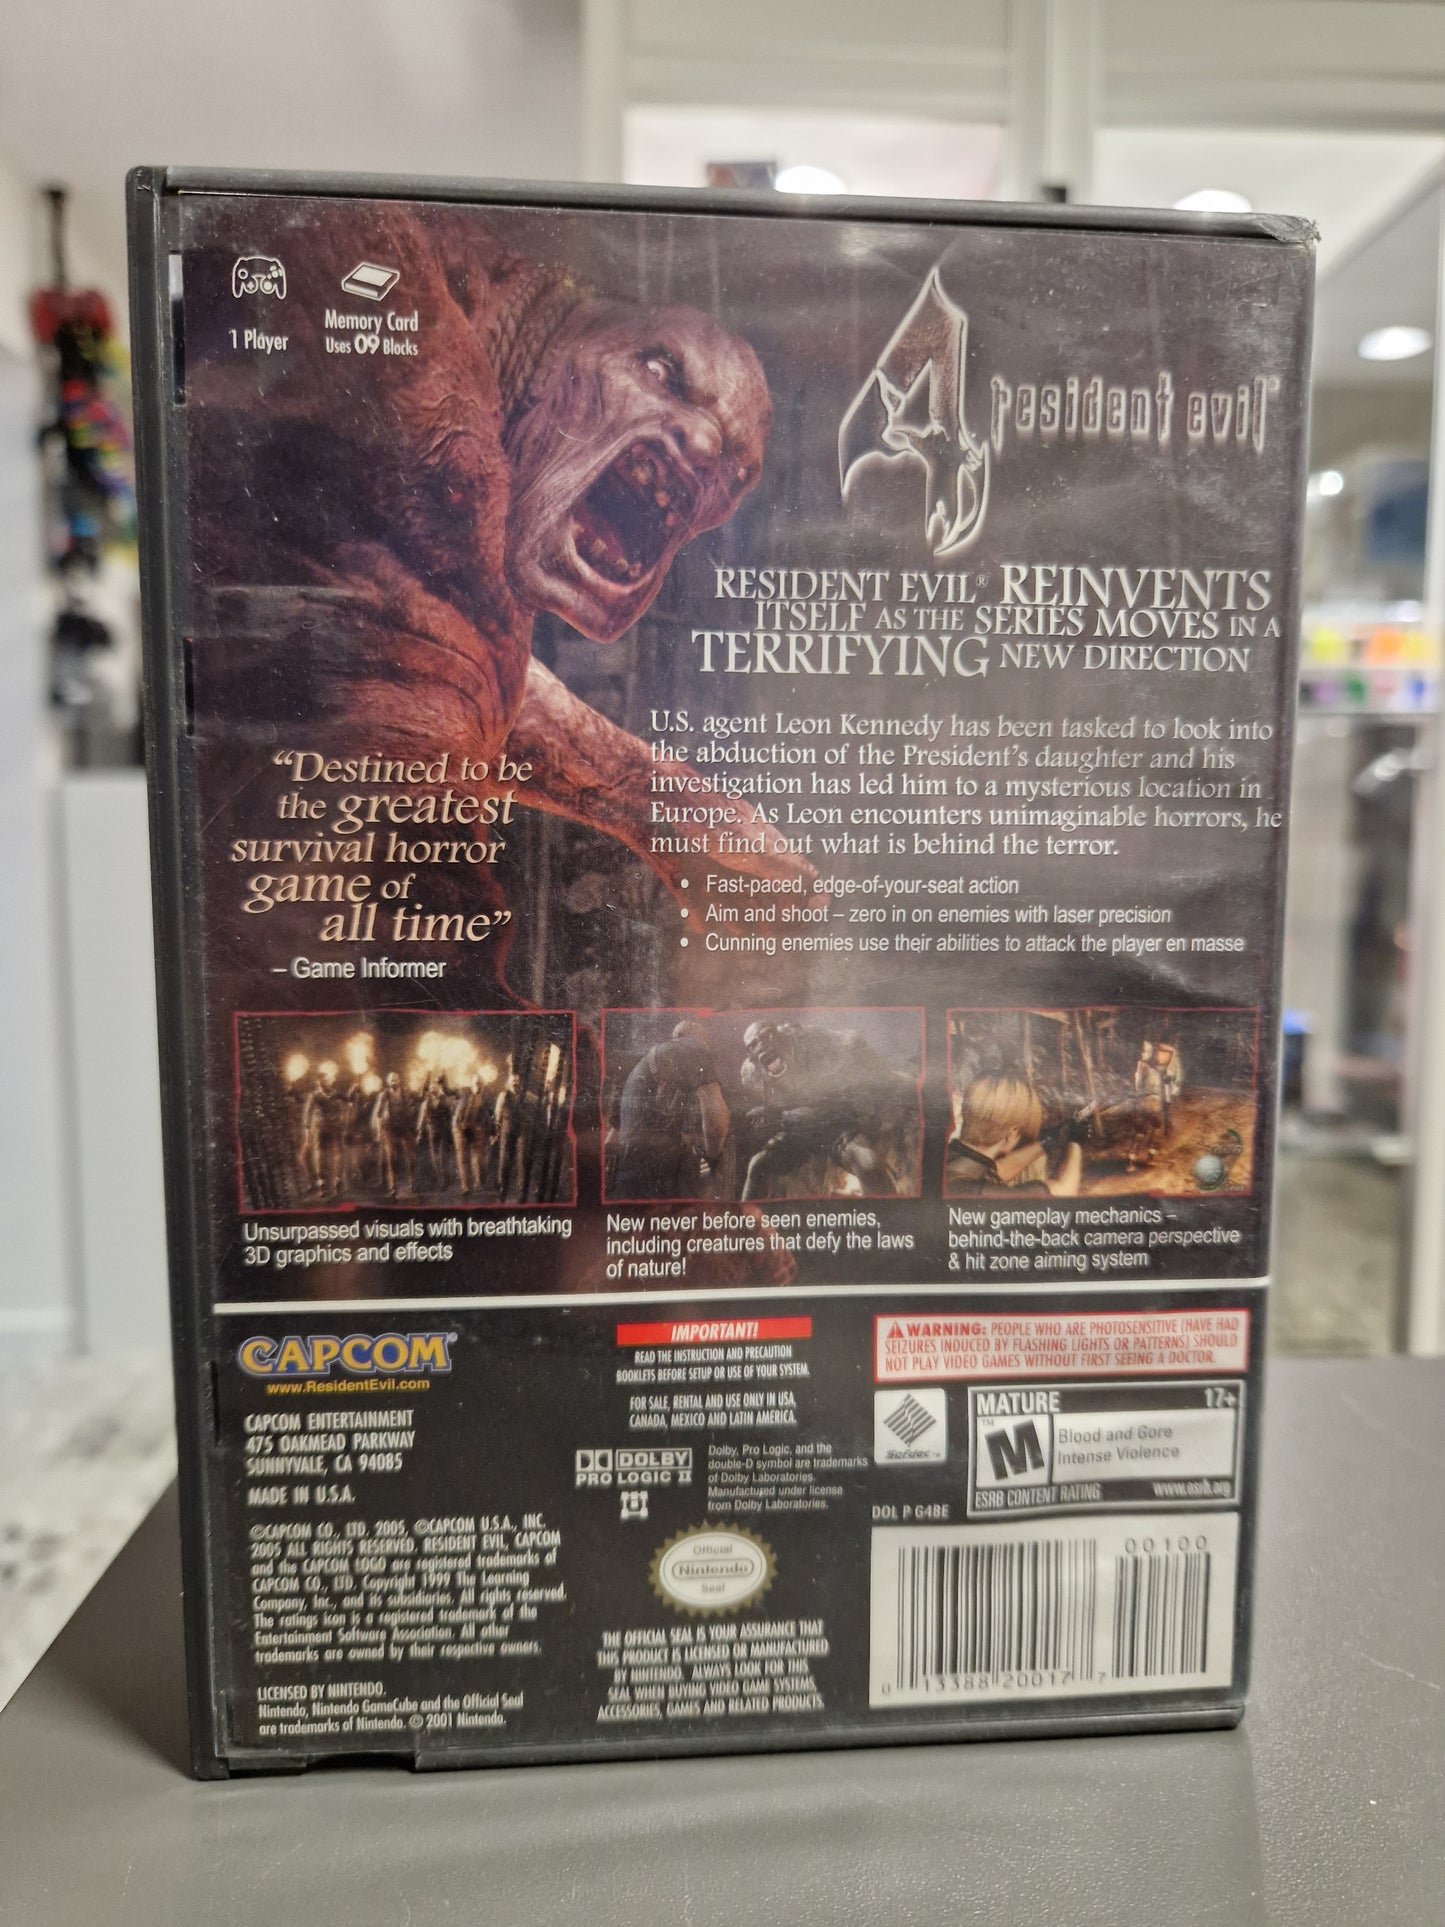 1 Player
Memory Card
Uses 09 Blocks
4
resident evil®
RESIDENT EVIL® REINVENTS
ITSELF AS THE SERIES MOVES IN A
TERRIFYING NEW DIRECTION
U.S. agent Leon Kennedy has been tasked to look into
the abduction of the President's daughter and his
investigation has led him to a mysterious location in
Europe. As Leon encounters unimaginable horrors, he
must find out what is behind the terror.
• Fast-paced, edge-of-your-seat action
• Aim and shoot – zero in on enemies with laser precision
• Cunning enemies use their abilities to attack the player en masse
“Destined to be
the greatest
survival horror
game of
all time”
– Game Informer
Unsurpassed visuals with breathtaking
3D graphics and effects
New never before seen enemies,
including creatures that defy the laws
of nature!
New gameplay mechanics –
behind-the-back camera perspective
& hit zone aiming system
CAPCOM®
www.ResidentEvil.com
CAPCOM ENTERTAINMENT
475 OAKMEAD PARKWAY
SUNNYVALE, CA 94085
MADE IN U.S.A.
©CAPCOM CO., LTD. 2005, ©CAPCOM U.S.A., INC.
2005 ALL RIGHTS RESERVED. RESIDENT EVIL, CAPCOM
and the CAPCOM LOGO are registered trademarks of
CAPCOM CO., LTD. Copyright 1999 The Learning
Company, Inc., and its subsidiaries. All rights reserved.
The ratings icon is a registered trademark of the
Entertainment Software Association. All other
trademarks are owned by their respective owners.
LICENSED BY NINTENDO.
Nintendo, Nintendo GameCube and the Official Seal
are trademarks of Nintendo. © 2001 Nintendo.
IMPORTANT!
READ THE INSTRUCTION AND PRECAUTION
BOOKLETS BEFORE SETUP OR USE OF YOUR SYSTEM.
FOR SALE, RENTAL AND USE ONLY IN USA,
CANADA, MEXICO AND LATIN AMERICA.
DOLBY
PRO LOGIC II
Dolby, Pro Logic, and the
double-D symbol are trademarks
of Dolby Laboratories.
Manufactured under license
from Dolby Laboratories.
Official
Nintendo
Seal
THE OFFICIAL SEAL IS YOUR ASSURANCE THAT
THIS PRODUCT IS LICENSED OR MANUFACTURED
BY NINTENDO. ALWAYS LOOK FOR THIS
SEAL WHEN BUYING VIDEO GAME SYSTEMS,
ACCESSORIES, GAMES AND RELATED PRODUCTS.
WARNING: PEOPLE WHO ARE PHOTOSENSITIVE (HAVE HAD
SEIZURES INDUCED BY FLASHING LIGHTS OR PATTERNS) SHOULD
NOT PLAY VIDEO GAMES WITHOUT FIRST SEEING A DOCTOR.
Sofdec™
MATURE 17+
™
M
Blood and Gore
Intense Violence
ESRB CONTENT RATING www.esrb.org
DOL P G4BE
00100
0 13388 20017 7